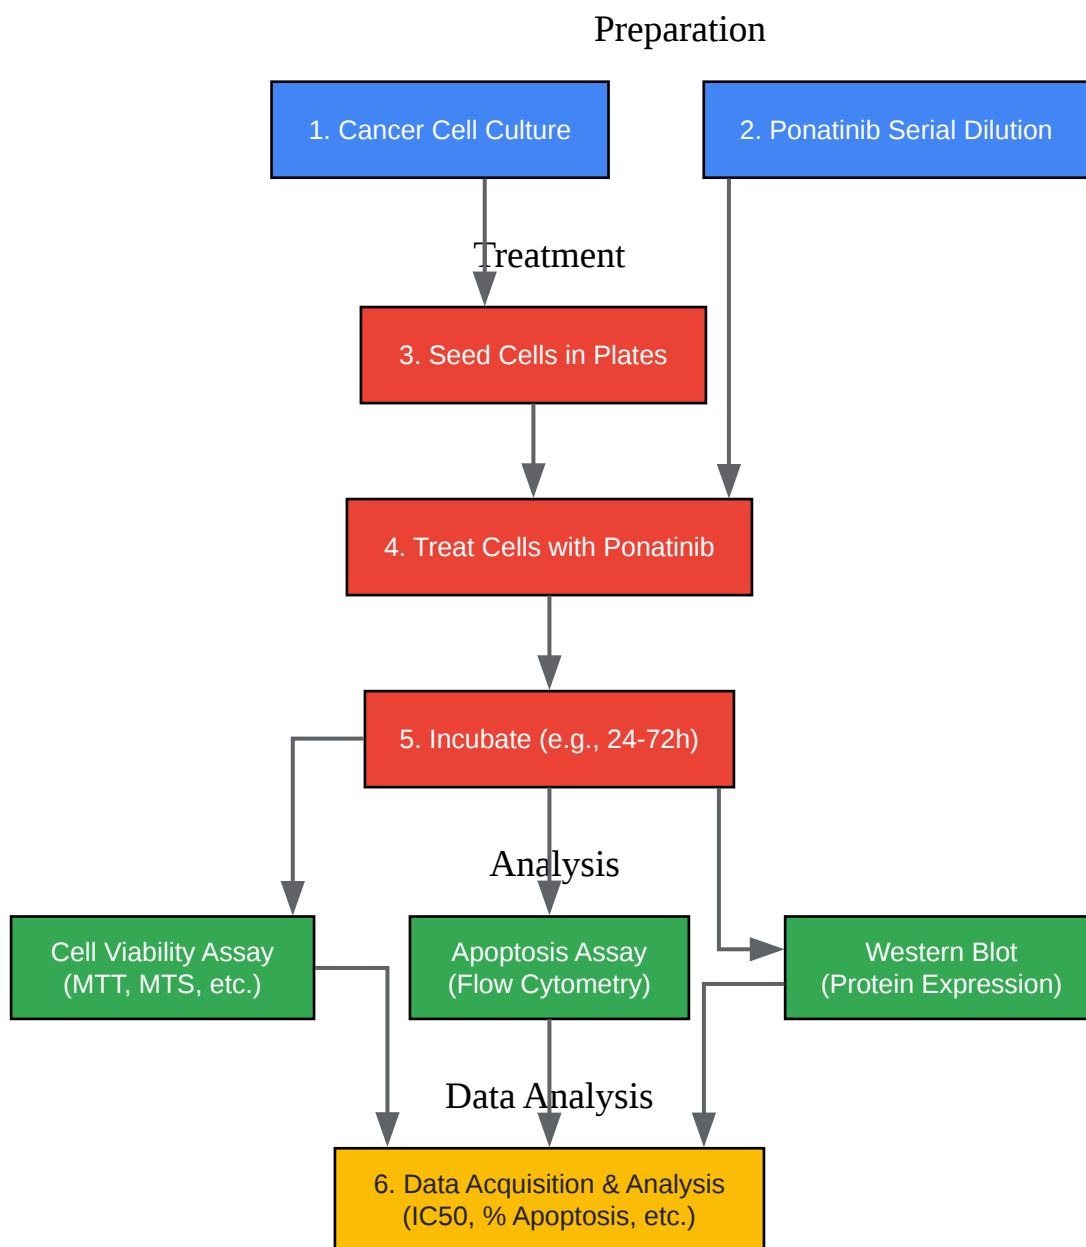 Preparation
1. Cancer Cell Culture
2. Ponatinib Serial Dilution
Treatment
3. Seed Cells in Plates
4. Treat Cells with Ponatinib
5. Incubate (e.g., 24-72h)
Analysis
Cell Viability Assay
(MTT, MTS, etc.)
Apoptosis Assay
(Flow Cytometry)
Western Blot
(Protein Expression)
Data Analysis
6. Data Acquisition & Analysis
(IC50, % Apoptosis, etc.)